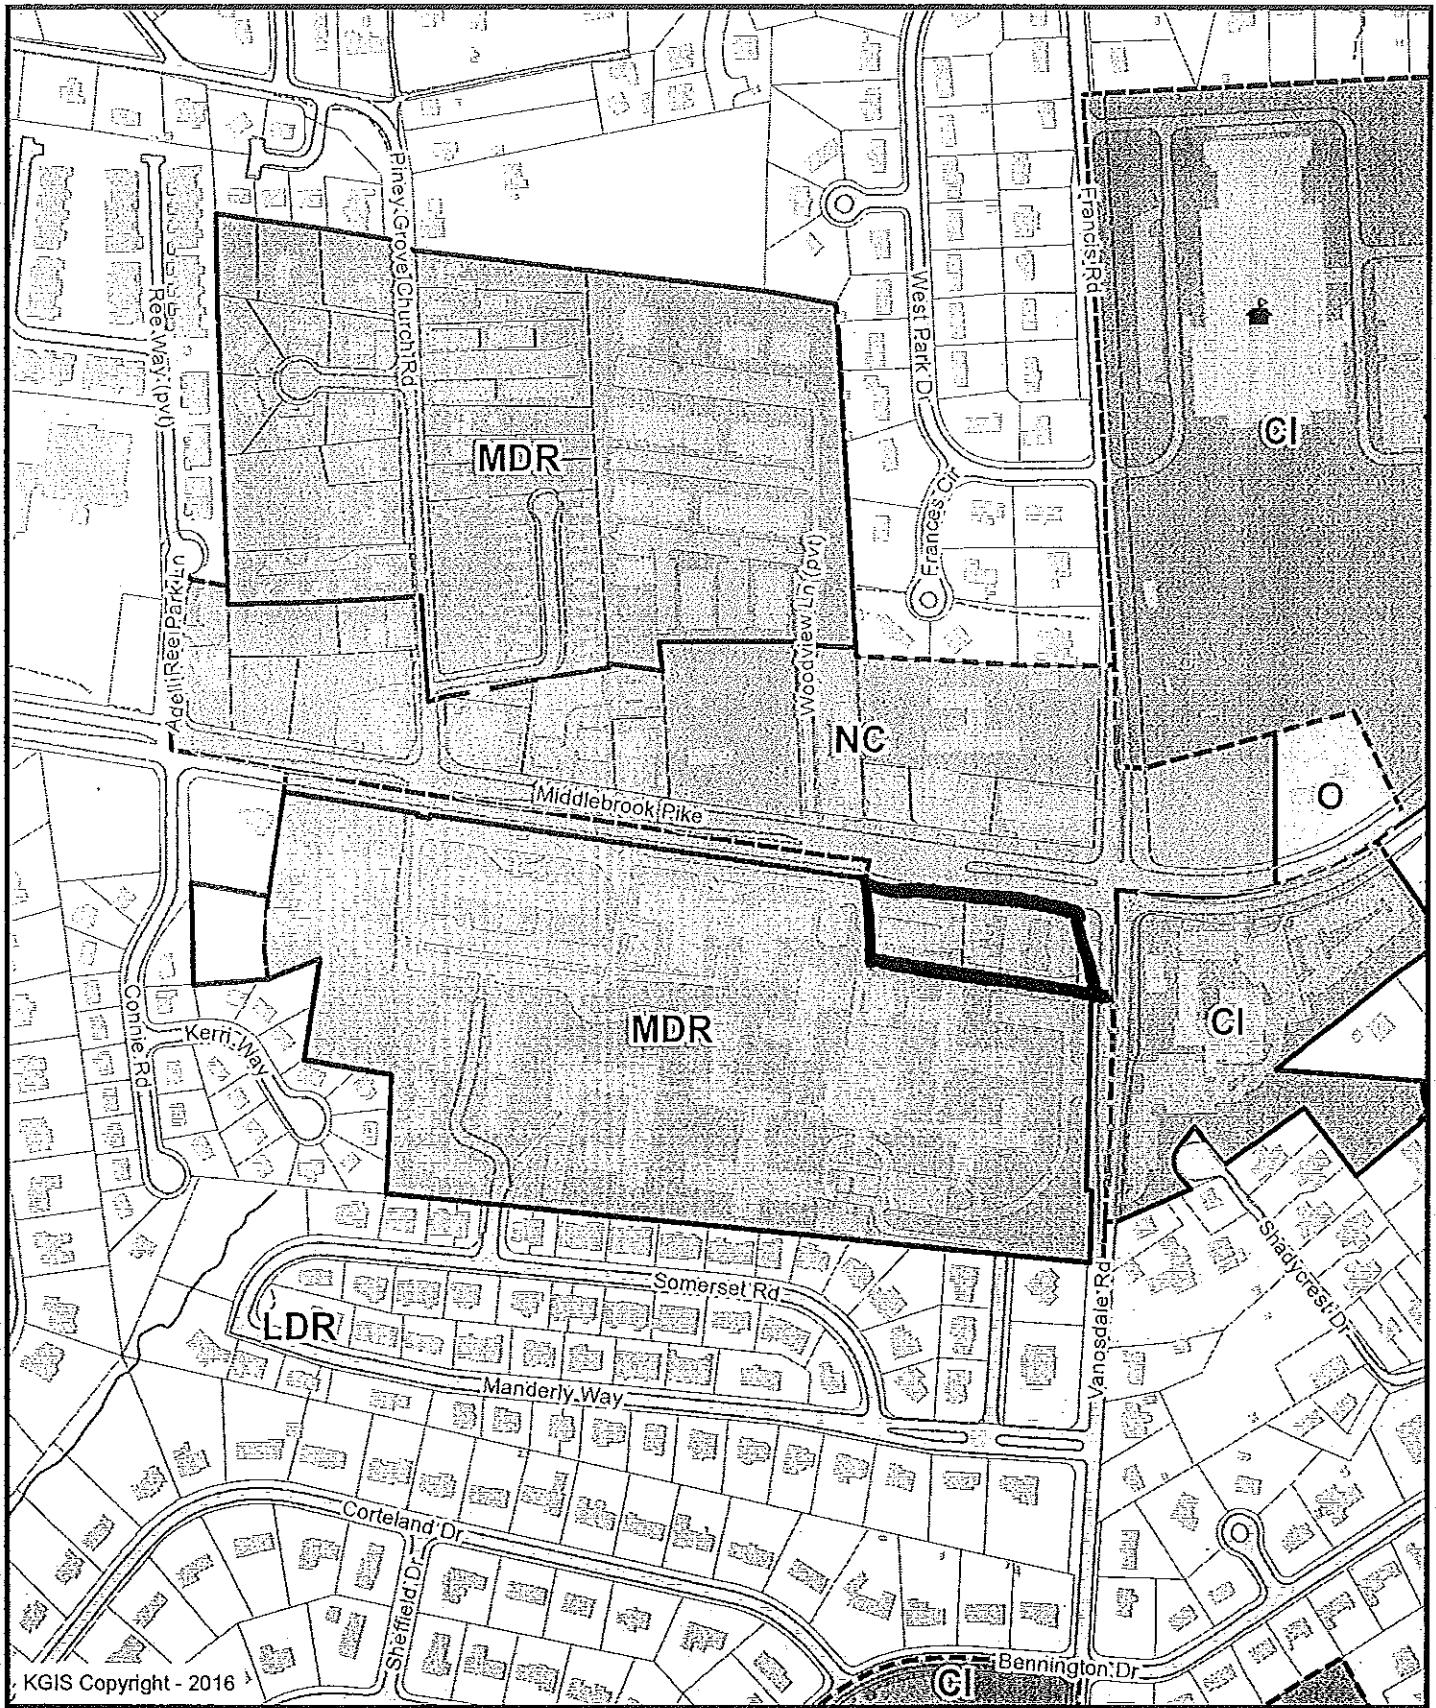 Piney Grove Church Rd
Francis Rd
West Park Dr
Ree Way (pvt)
CI
MDR
Frances Cir
Woodview Ln (pvt)
Adell Ree Park Ln
NC
O
Middlebrook Pike
Connie Rd
Kerri Way
MDR
CI
Somerset Rd
Vanosdale Rd
Shadycrest Dr
LDR
Manderly Way
Corteland Dr
Sheffield Dr
Bennington Dr
CI
KGIS Copyright - 2016